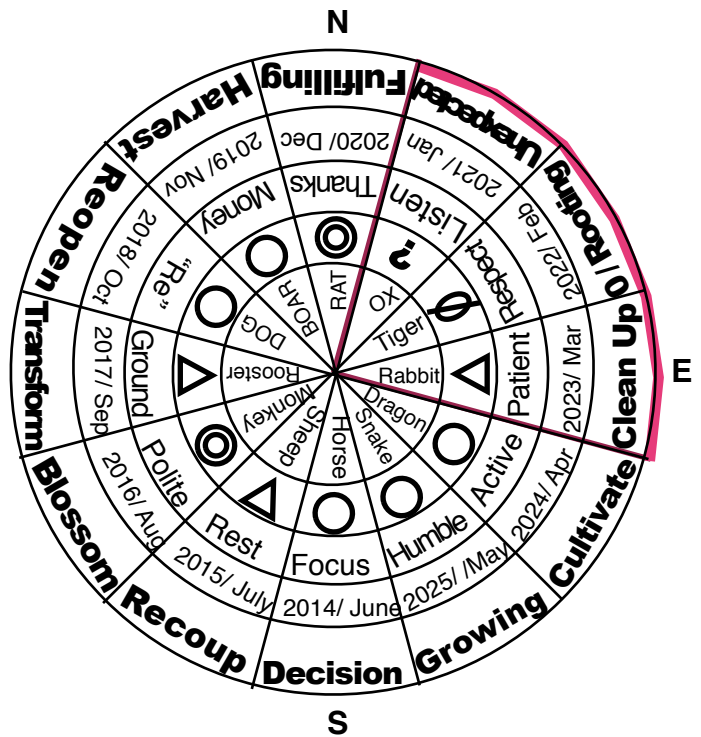 N
E
S
Fulfilling
Unexpected
0 / Rooting
Clean Up
Cultivate
Growing
Decision
Recoup
Blossom
Transform
Reopen
Harvest
2020/ Dec
2021/ Jan
2022/ Feb
2023/ Mar
2024/ Apr
2025/ /May
2014/ June
2015/ July
2016/ Aug
2017/ Sep
2018/ Oct
2019/ Nov
Thanks
Listen
Respect
Patient
Active
Humble
Focus
Rest
Polite
Ground
“Re”
Money
?
RAT
OX
Tiger
Rabbit
Dragon
Snake
Horse
Sheep
Monkey
Rooster
DOG
BOAR